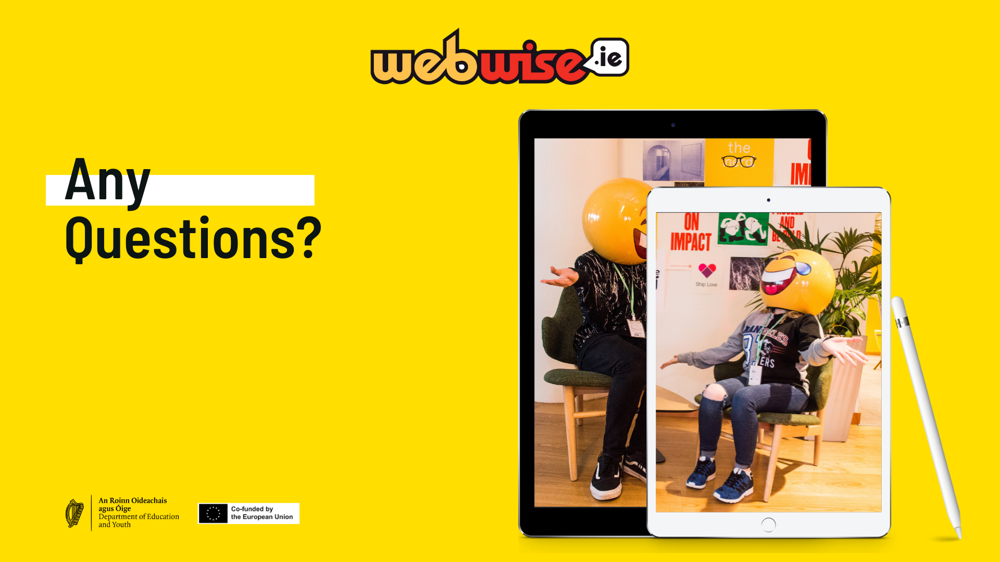 webwise.ie
Any
Questions?
the
nerd
ON
IMPACT
AND
Ship Love
An Roinn Oideachais
agus Óige
Department of Education
and Youth
Co-funded by
the European Union